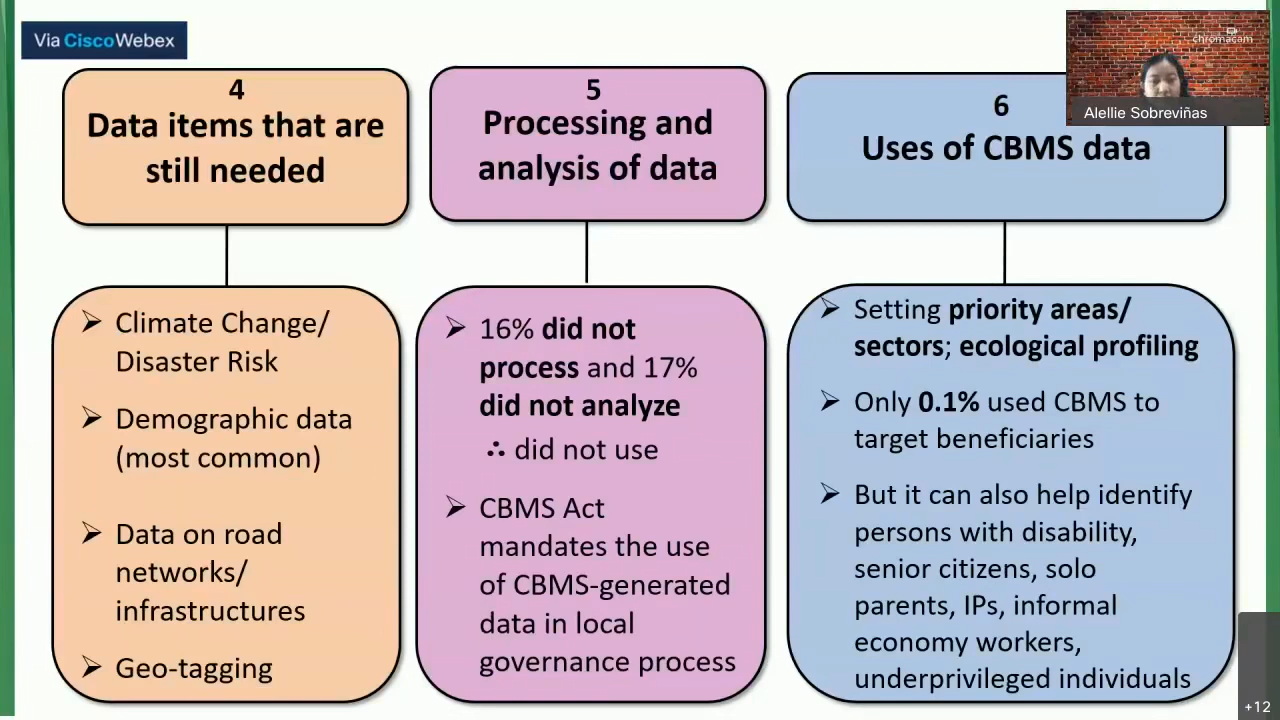 Via Cisco Webex
chromacam
Alellie Sobreviñas
4
Data items that are
still needed
➢ Climate Change/
Disaster Risk
➢ Demographic data
(most common)
➢ Data on road
networks/
infrastructures
➢ Geo-tagging
5
Processing and
analysis of data
➢ 16% did not
process and 17%
did not analyze
∴ did not use
➢ CBMS Act
mandates the use
of CBMS-generated
data in local
governance process
6
Uses of CBMS data
➢ Setting priority areas/
sectors; ecological profiling
➢ Only 0.1% used CBMS to
target beneficiaries
➢ But it can also help identify
persons with disability,
senior citizens, solo
parents, IPs, informal
economy workers,
underprivileged individuals
+12